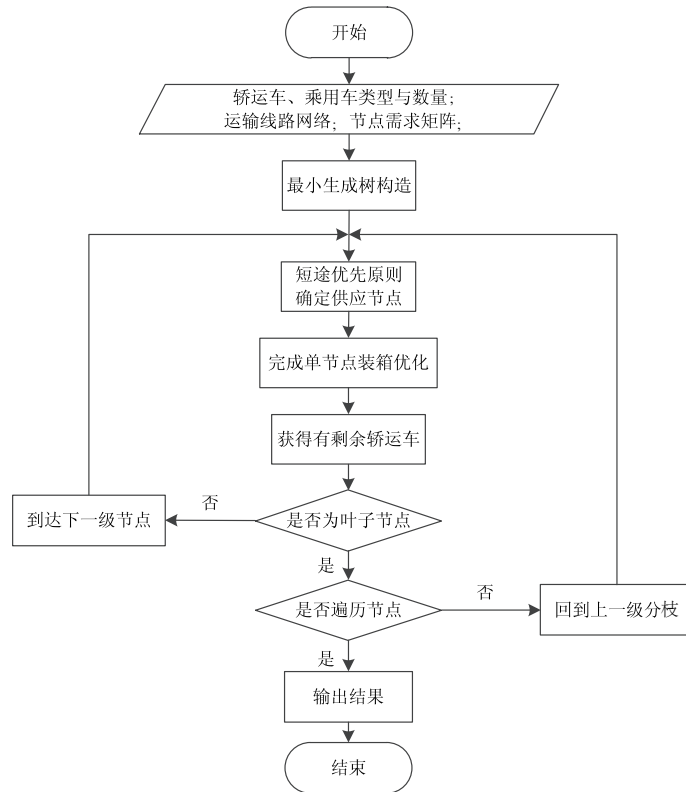 开始
轿运车、乘用车类型与数量;
运输线路网络; 节点需求矩阵;
最小生成树构造
短途优先原则
确定供应节点
完成单节点装箱优化
获得有剩余轿运车
否
到达下一级节点
是否为叶子节点
是
否
是否遍历节点
回到上一级分枝
是
输出结果
结束